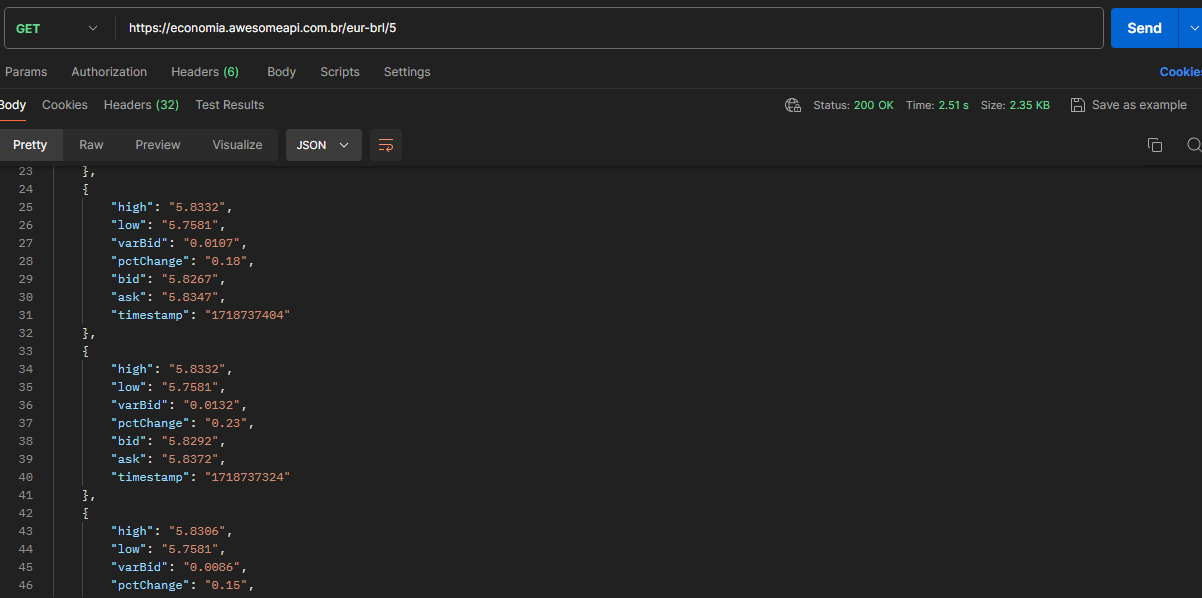 GET https://economia.awesomeapi.com.br/eur-brl/5 Send
Params Authorization Headers (6) Body Scripts Settings Cookies
Body Cookies Headers (32) Test Results Status: 200 OK Time: 2.51 s Size: 2.35 KB Save as example
Pretty Raw Preview Visualize JSON
23 },
24 {
25 "high": "5.8332",
26 "low": "5.7581",
27 "varBid": "0.0107",
28 "pctChange": "0.18",
29 "bid": "5.8267",
30 "ask": "5.8347",
31 "timestamp": "1718737404"
32 },
33 {
34 "high": "5.8332",
35 "low": "5.7581",
36 "varBid": "0.0132",
37 "pctChange": "0.23",
38 "bid": "5.8292",
39 "ask": "5.8372",
40 "timestamp": "1718737324"
41 },
42 {
43 "high": "5.8306",
44 "low": "5.7581",
45 "varBid": "0.0086",
46 "pctChange": "0.15",